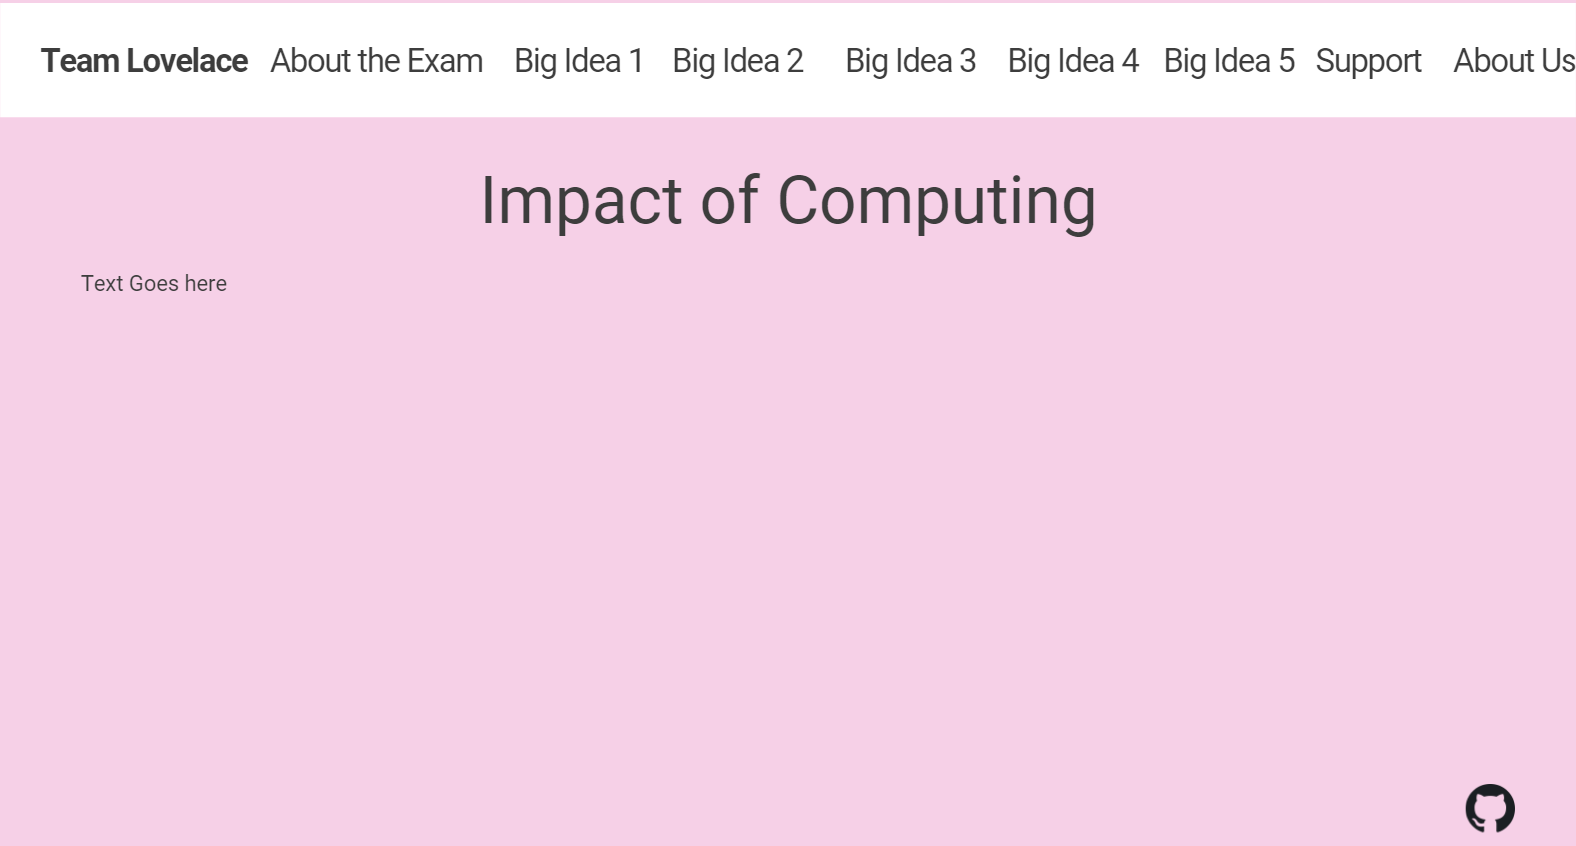 Team Lovelace About the Exam Big Idea 1 Big Idea 2 Big Idea 3 Big Idea 4 Big Idea 5 Support About Us
Impact of Computing
Text Goes here